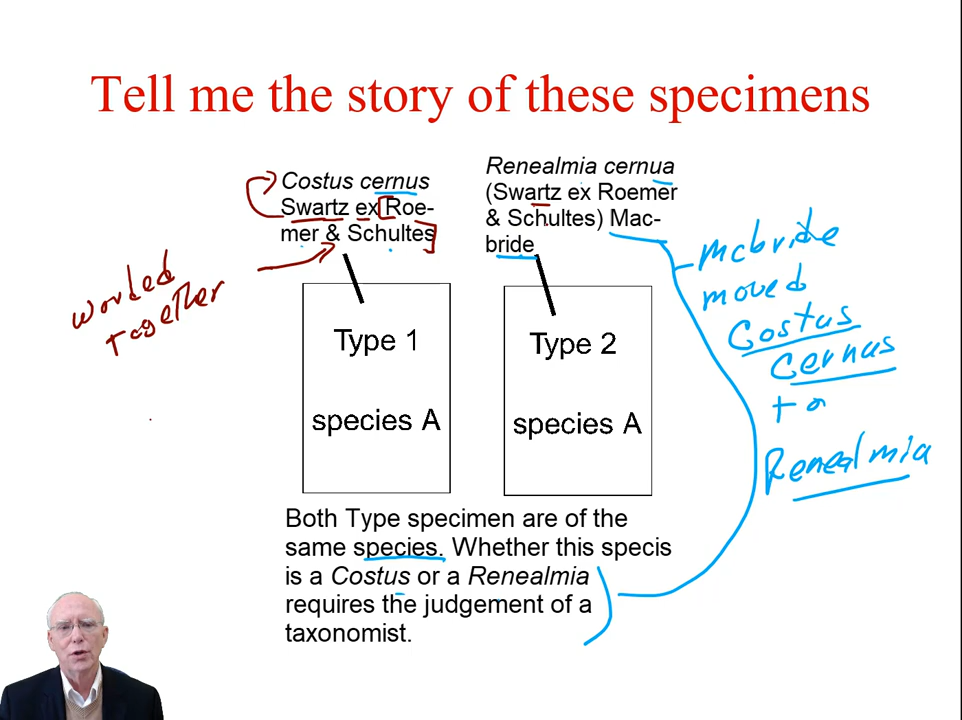 Tell me the story of these specimens
Costus cernus
Swartz ex Roe-
mer & Schultes
Renealmia cernua
(Swartz ex Roemer
& Schultes) Mac-
bride
worked
together
mcbride
moved
Costus
Cernus
to
Renealmia
Type 1
species A
Type 2
species A
Both Type specimen are of the
same species. Whether this specis
is a Costus or a Renealmia
requires the judgement of a
taxonomist.